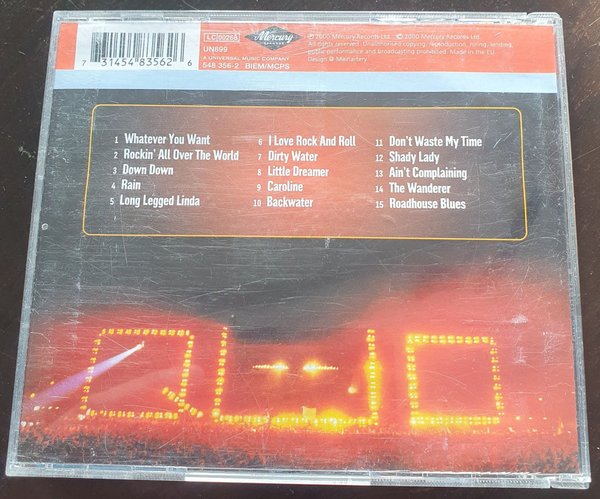 7 31454 83562 6
LC 00268
UN899
A UNIVERSAL MUSIC COMPANY
548 356-2 BIEM/MCPS
Mercury
RECORDS
℗ 2000 Mercury Records Ltd. © 2000 Mercury Records Ltd.
All rights reserved. Unauthorised copying, reproduction, hiring, lending,
public performance and broadcasting prohibited. Made in the EU.
Design @ Mainartery
1 Whatever You Want
2 Rockin' All Over The World
3 Down Down
4 Rain
5 Long Legged Linda
6 I Love Rock And Roll
7 Dirty Water
8 Little Dreamer
9 Caroline
10 Backwater
11 Don't Waste My Time
12 Shady Lady
13 Ain't Complaining
14 The Wanderer
15 Roadhouse Blues